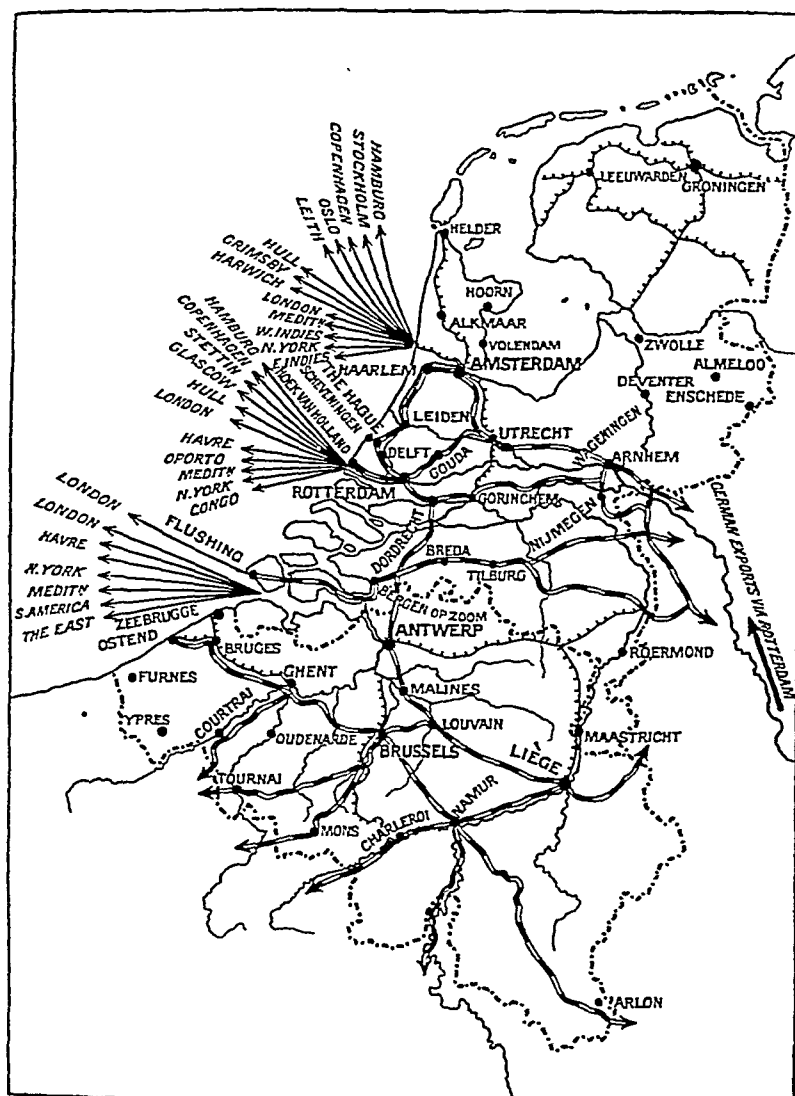 HAMBURG
STOCKHOLM
COPENHAGEN
OSLO
LEITH
HULL
GRIMSBY
HARWICH
LONDON
MEDITN
W.INDIES
N.YORK
E.INDIES
HAMBURG
COPENHAGEN
STETTIN
GLASGOW
HULL
LONDON
HAVRE
OPORTO
MEDITN
N.YORK
CONGO
LONDON
LONDON
HAVRE
N.YORK
MEDITN
S.AMERICA
THE EAST
LEEUWARDEN
GRONINGEN
HELDER
HOORN
ALKMAAR
VOLENDAM
ZWOLLE
HAARLEM
AMSTERDAM
ALMELOO
DEVENTER
ENSCHEDE
THE HAGUE
SCHEVENINGEN
HOEK VAN HOLLAND
LEIDEN
UTRECHT
WAGENINGEN
ARNHEM
DELFT
GOUDA
ROTTERDAM
GORINCHEM
NIJMEGEN
DORDRECHT
FLUSHING
BREDA
TILBURG
BERGEN OP ZOOM
GERMAN EXPORTS VIA ROTTERDAM
ZEEBRUGGE
OSTEND
BRUGES
ANTWERP
ROERMOND
FURNES
GHENT
MALINES
YPRES
COURTRAI
OUDENARDE
LOUVAIN
BRUSSELS
LIÈGE
MAASTRICHT
TOURNAI
MONS
CHARLEROI
NAMUR
ARLON